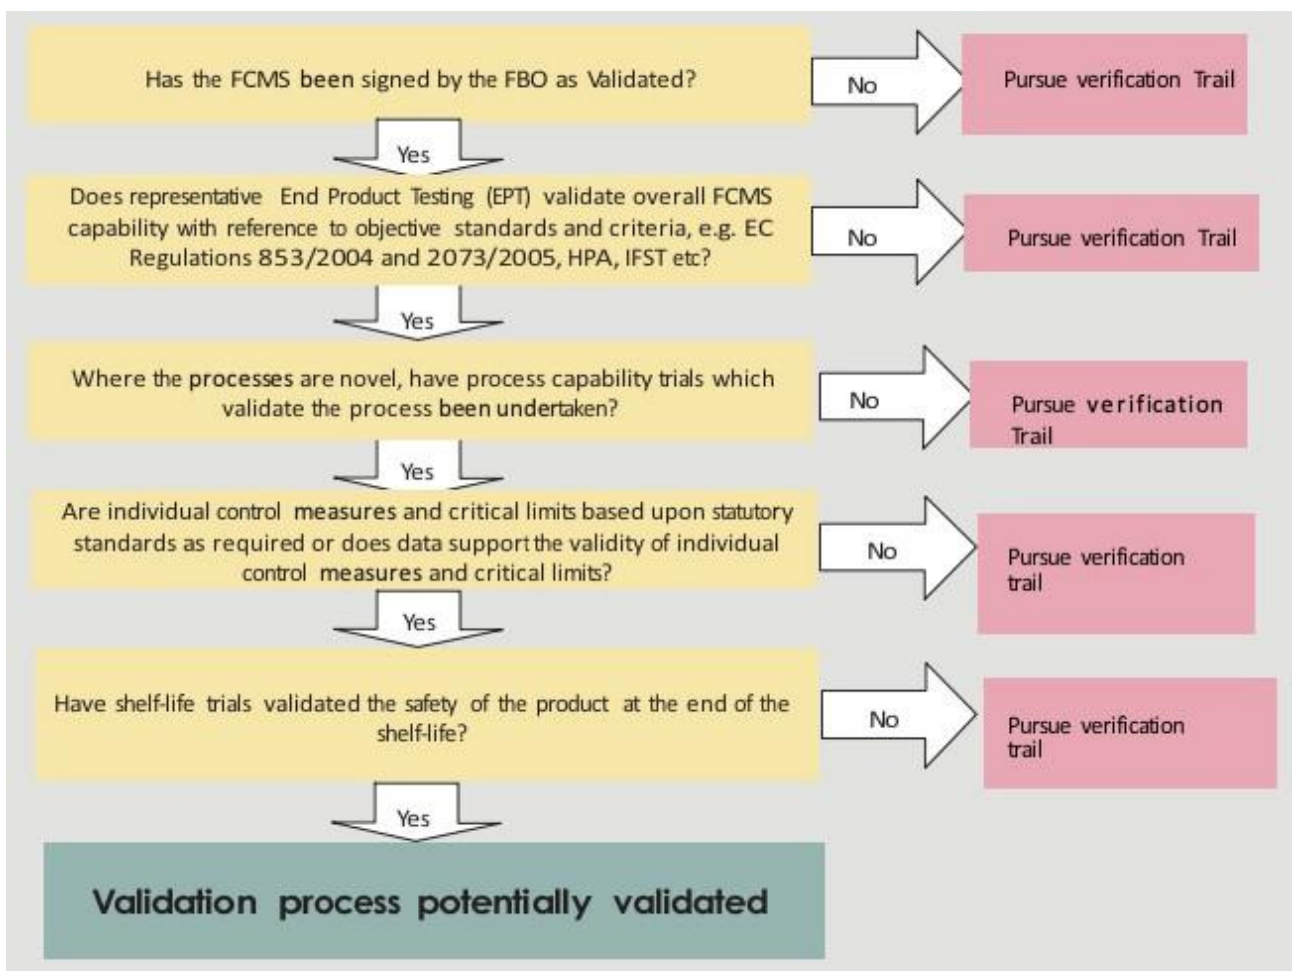 Has the FCMS been signed by the FBO as Validated?
No
Pursue verification Trail
Yes
Does representative End Product Testing (EPT) validate overall FCMS
capability with reference to objective standards and criteria, e.g. EC
Regulations 853/2004 and 2073/2005, HPA, IFST etc?
No
Pursue verification Trail
Yes
Where the processes are novel, have process capability trials which
validate the process been undertaken?
No
Pursue verification
Trail
Yes
Are individual control measures and critical limits based upon statutory
standards as required or does data support the validity of individual
control measures and critical limits?
No
Pursue verification
trail
Yes
Have shelf-life trials validated the safety of the product at the end of the
shelf-life?
No
Pursue verification
trail
Yes
Validation process potentially validated